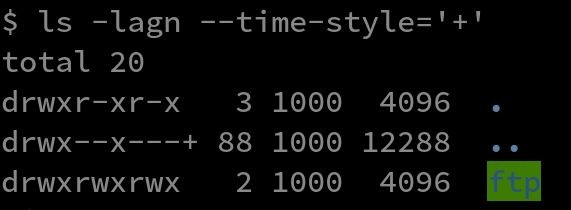 $ ls -lagn --time-style='+'
total 20
drwxr-xr-x   3 1000  4096  .
drwx--x---+ 88 1000 12288  ..
drwxrwxrwx   2 1000  4096  ftp